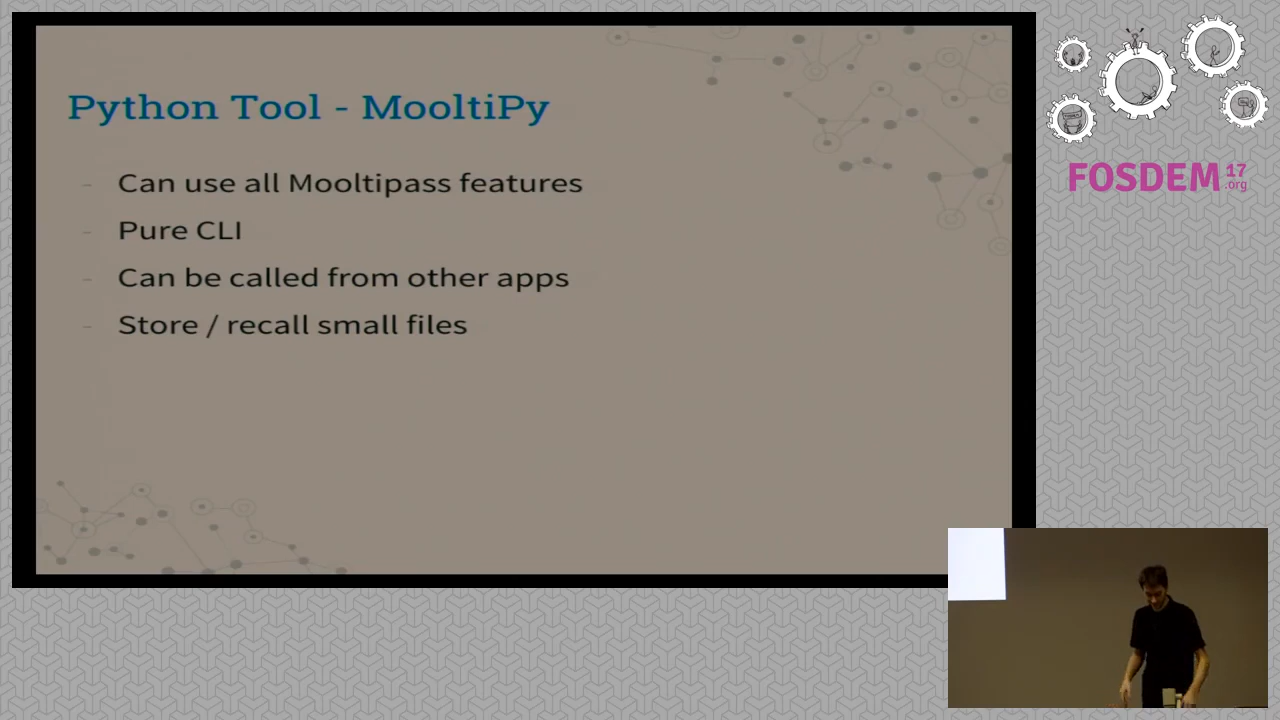 Python Tool - MooltiPy
- Can use all Mooltipass features
- Pure CLI
- Can be called from other apps
- Store / recall small files
FOSDEM 17
.org